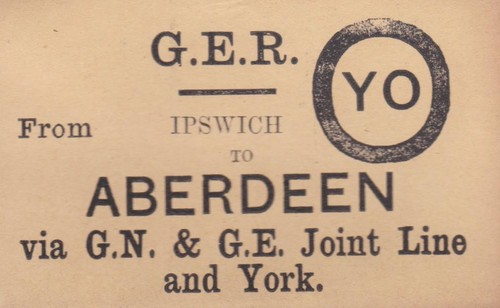 G.E.R.
YO
From IPSWICH
TO
ABERDEEN
via G.N. & G.E. Joint Line
and York.